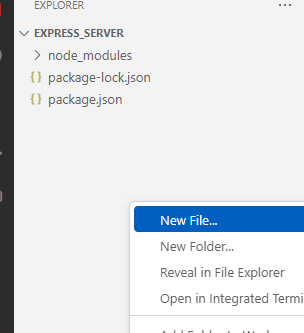 EXPLORER
EXPRESS_SERVER
node_modules
{} package-lock.json
{} package.json
New File...
New Folder...
Reveal in File Explorer
Open in Integrated Termi